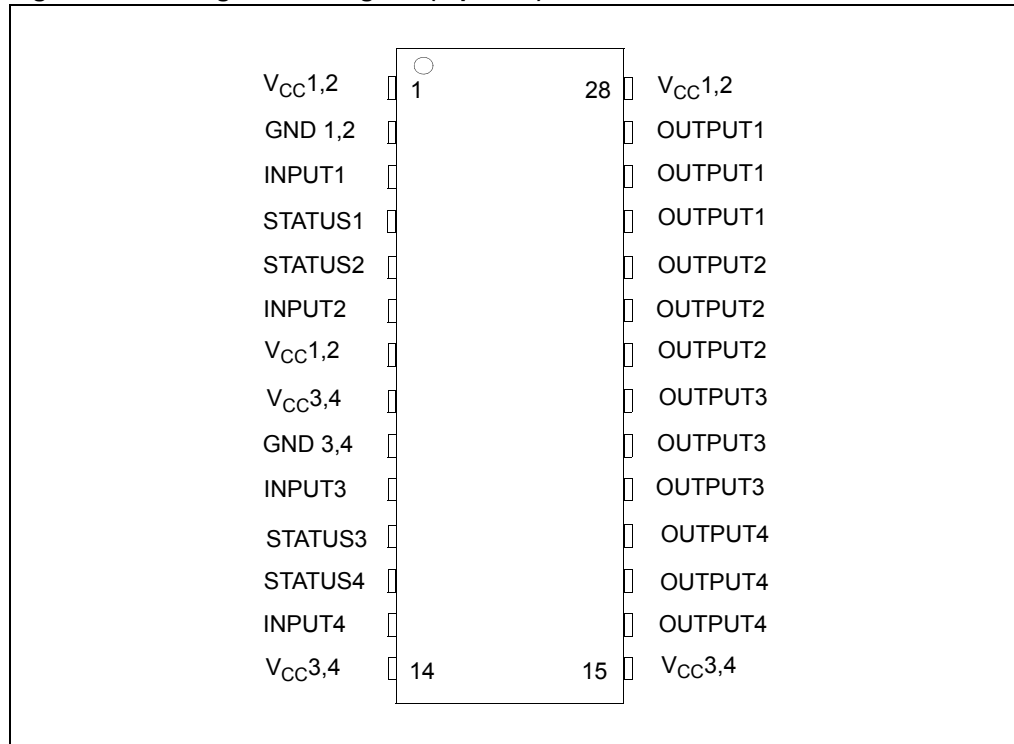 VCC1,2 1 28 VCC1,2
GND 1,2 OUTPUT1
INPUT1 OUTPUT1
STATUS1 OUTPUT1
STATUS2 OUTPUT2
INPUT2 OUTPUT2
VCC1,2 OUTPUT2
VCC3,4 OUTPUT3
GND 3,4 OUTPUT3
INPUT3 OUTPUT3
STATUS3 OUTPUT4
STATUS4 OUTPUT4
INPUT4 OUTPUT4
VCC3,4 14 15 VCC3,4